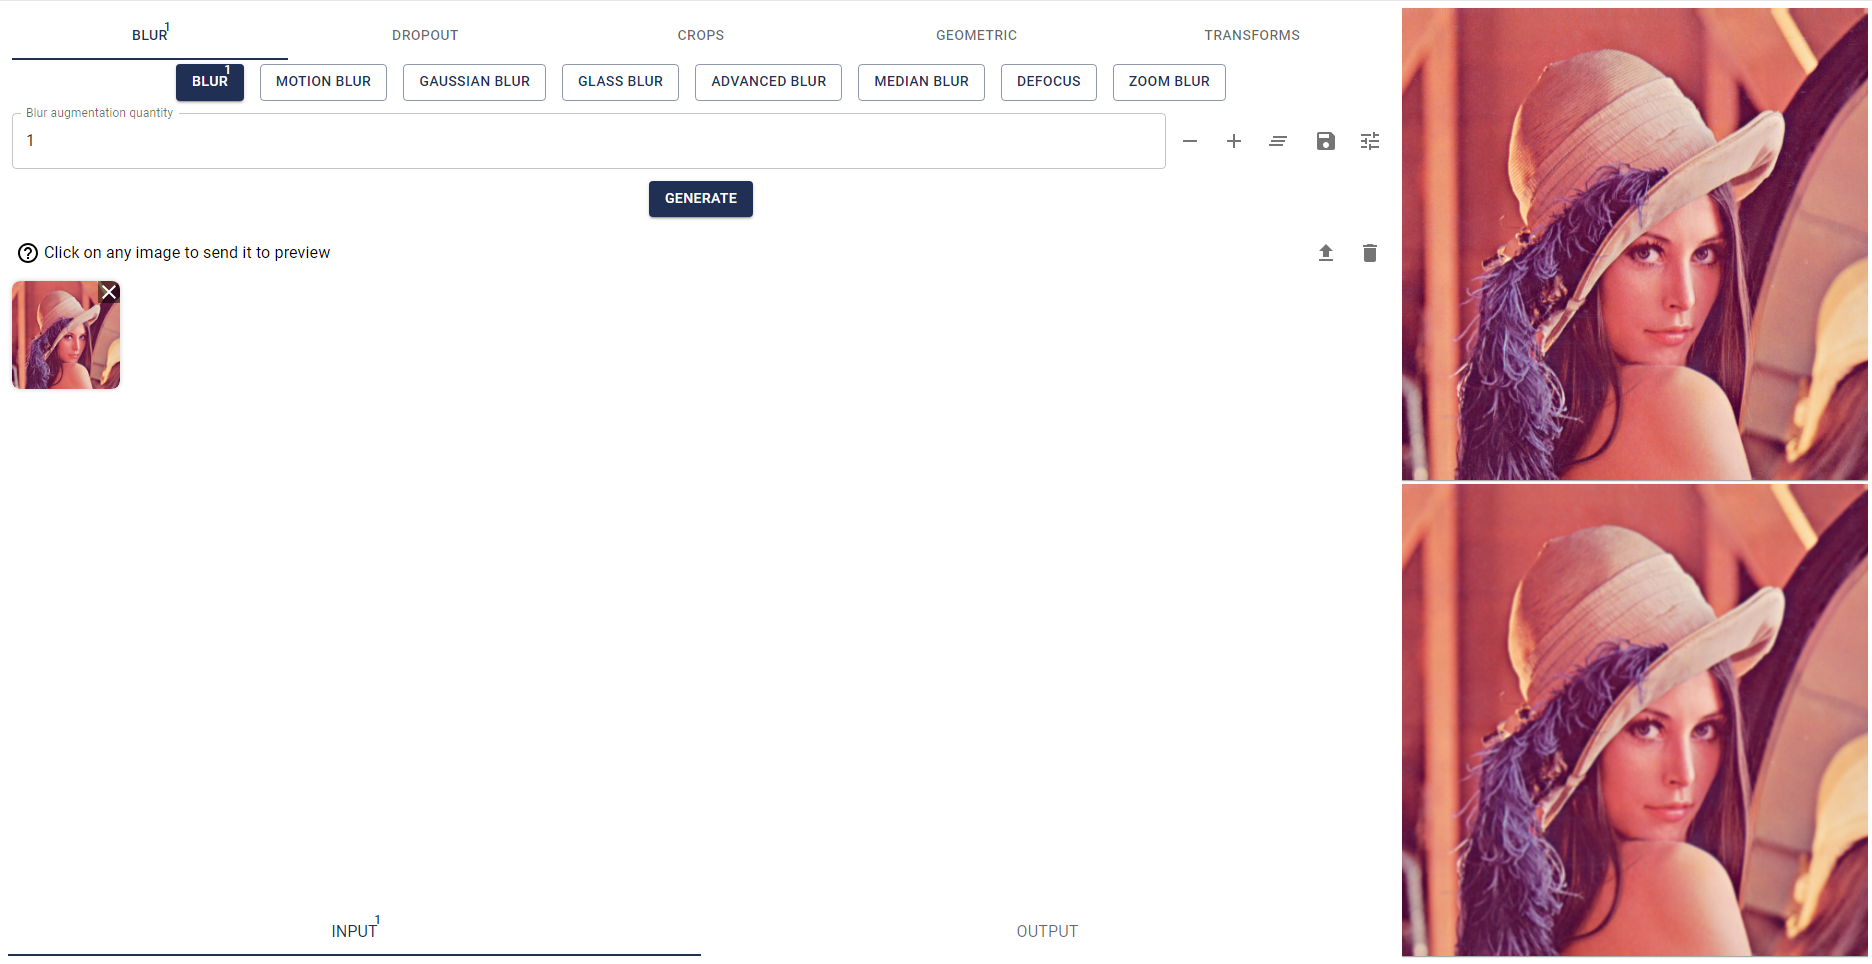 BLUR 1 DROPOUT CROPS GEOMETRIC TRANSFORMS
BLUR 1 MOTION BLUR GAUSSIAN BLUR GLASS BLUR ADVANCED BLUR MEDIAN BLUR DEFOCUS ZOOM BLUR
Blur augmentation quantity
1
GENERATE
Click on any image to send it to preview
INPUT 1 OUTPUT